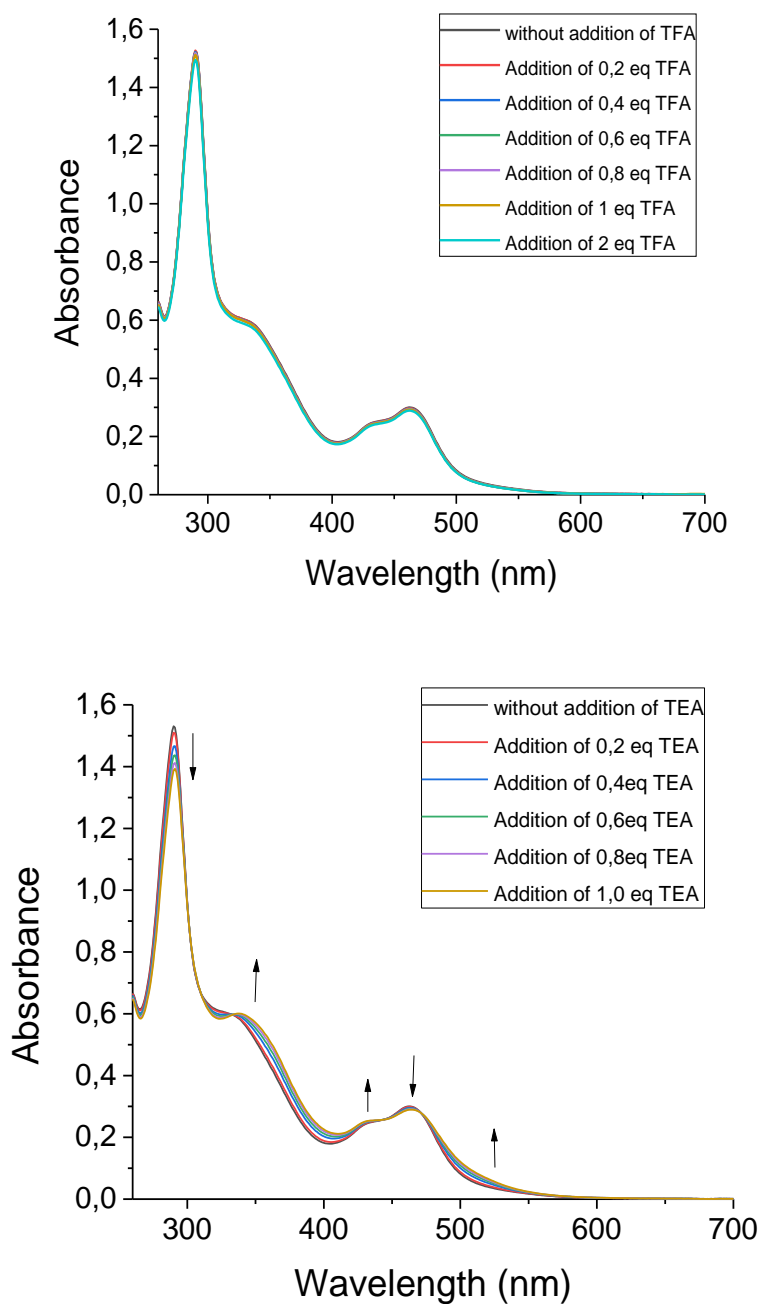 1,6
1,4
1,2
1,0
0,8
0,6
0,4
0,2
0,0
Absorbance
without addition of TFA
Addition of 0,2 eq TFA
Addition of 0,4 eq TFA
Addition of 0,6 eq TFA
Addition of 0,8 eq TFA
Addition of 1 eq TFA
Addition of 2 eq TFA
300 400 500 600 700
Wavelength (nm)
1,6
1,4
1,2
1,0
0,8
0,6
0,4
0,2
0,0
Absorbance
without addition of TEA
Addition of 0,2 eq TEA
Addition of 0,4eq TEA
Addition of 0,6eq TEA
Addition of 0,8eq TEA
Addition of 1,0 eq TEA
300 400 500 600 700
Wavelength (nm)